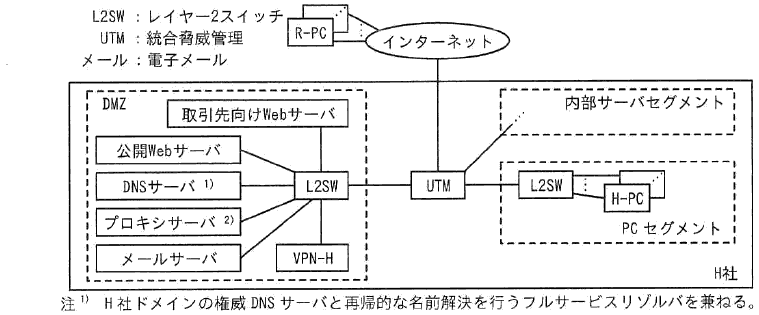 L2SW：レイヤー2スイッチ
UTM：統合脅威管理
メール：電子メール
R-PC
インターネット
DMZ
取引先向けWebサーバ
公開Webサーバ
DNSサーバ 1)
プロキシサーバ 2)
メールサーバ
L2SW
VPN-H
UTM
内部サーバセグメント
L2SW
H-PC
PCセグメント
H社
注 1) H社ドメインの権威DNSサーバと再帰的な名前解決を行うフルサービスリゾルバを兼ねる。